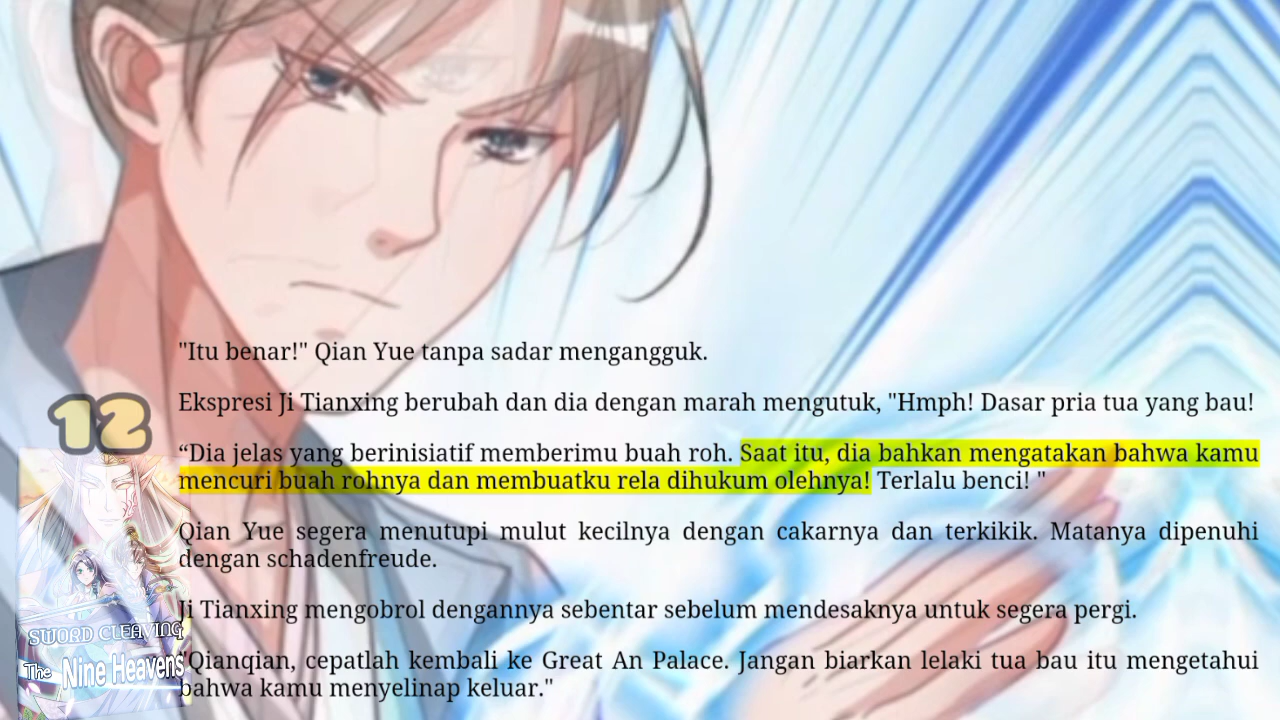 "Itu benar!" Qian Yue tanpa sadar mengangguk.
Ekspresi Ji Tianxing berubah dan dia dengan marah mengutuk, "Hmph! Dasar pria tua yang bau!
“Dia jelas yang berinisiatif memberimu buah roh. Saat itu, dia bahkan mengatakan bahwa kamu
mencuri buah rohnya dan membuatku rela dihukum olehnya! Terlalu benci! "
Qian Yue segera menutupi mulut kecilnya dengan cakarnya dan terkikik. Matanya dipenuhi
dengan schadenfreude.
Ji Tianxing mengobrol dengannya sebentar sebelum mendesaknya untuk segera pergi.
"Qianqian, cepatlah kembali ke Great An Palace. Jangan biarkan lelaki tua bau itu mengetahui
bahwa kamu menyelinap keluar."
12
SWORD CLEAVING
The Nine Heavens